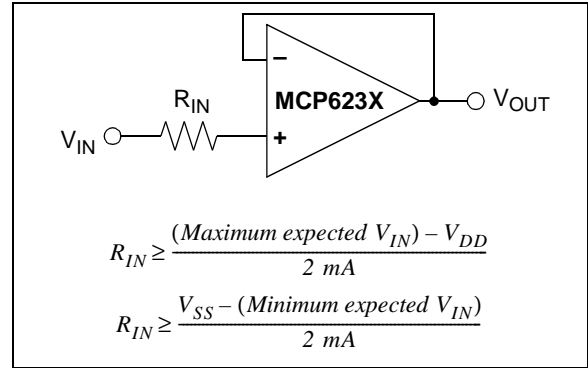 −
R_IN
MCP623X
V_OUT
V_IN
+
R_IN ≥ (Maximum expected V_IN) – V_DD / 2 mA
R_IN ≥ V_SS – (Minimum expected V_IN) / 2 mA